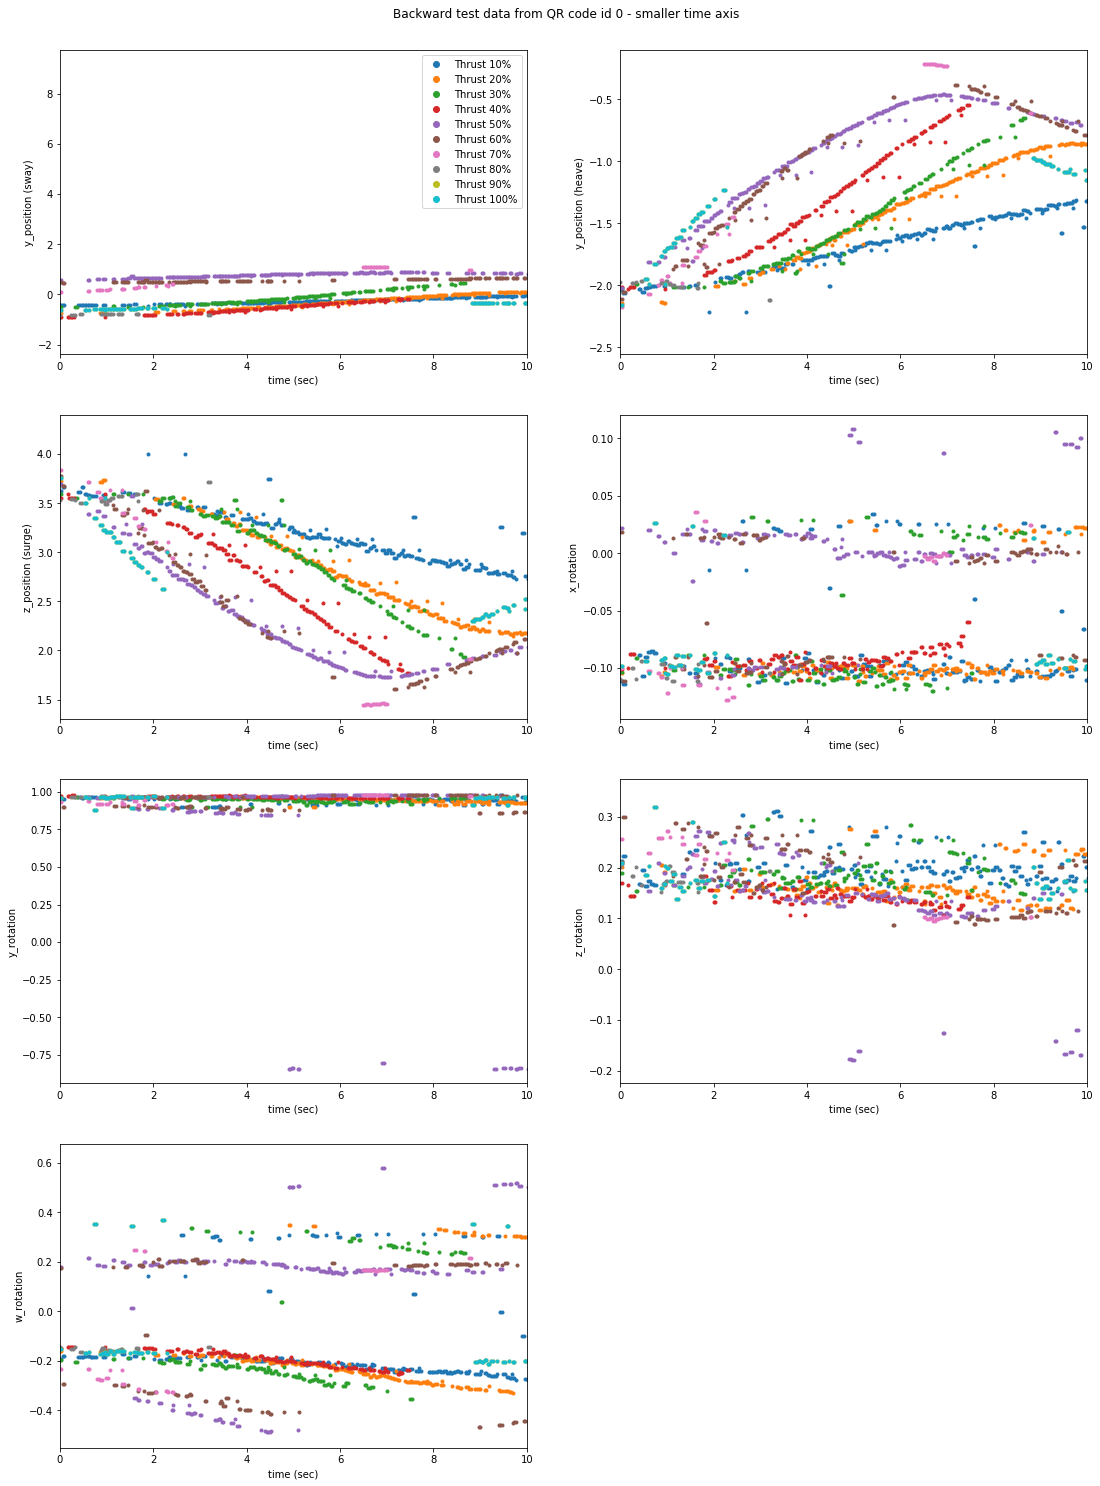 Backward test data from QR code id 0 - smaller time axis
y_position (sway)
8
6
4
2
0
−2
0 2 4 6 8 10
time (sec)
Thrust 10%
Thrust 20%
Thrust 30%
Thrust 40%
Thrust 50%
Thrust 60%
Thrust 70%
Thrust 80%
Thrust 90%
Thrust 100%
y_position (heave)
−0.5
−1.0
−1.5
−2.0
−2.5
0 2 4 6 8 10
time (sec)
z_position (surge)
4.0
3.5
3.0
2.5
2.0
1.5
0 2 4 6 8 10
time (sec)
x_rotation
0.10
0.05
0.00
−0.05
−0.10
0 2 4 6 8 10
time (sec)
y_rotation
1.00
0.75
0.50
0.25
0.00
−0.25
−0.50
−0.75
0 2 4 6 8 10
time (sec)
z_rotation
0.3
0.2
0.1
0.0
−0.1
−0.2
0 2 4 6 8 10
time (sec)
w_rotation
0.6
0.4
0.2
0.0
−0.2
−0.4
0 2 4 6 8 10
time (sec)